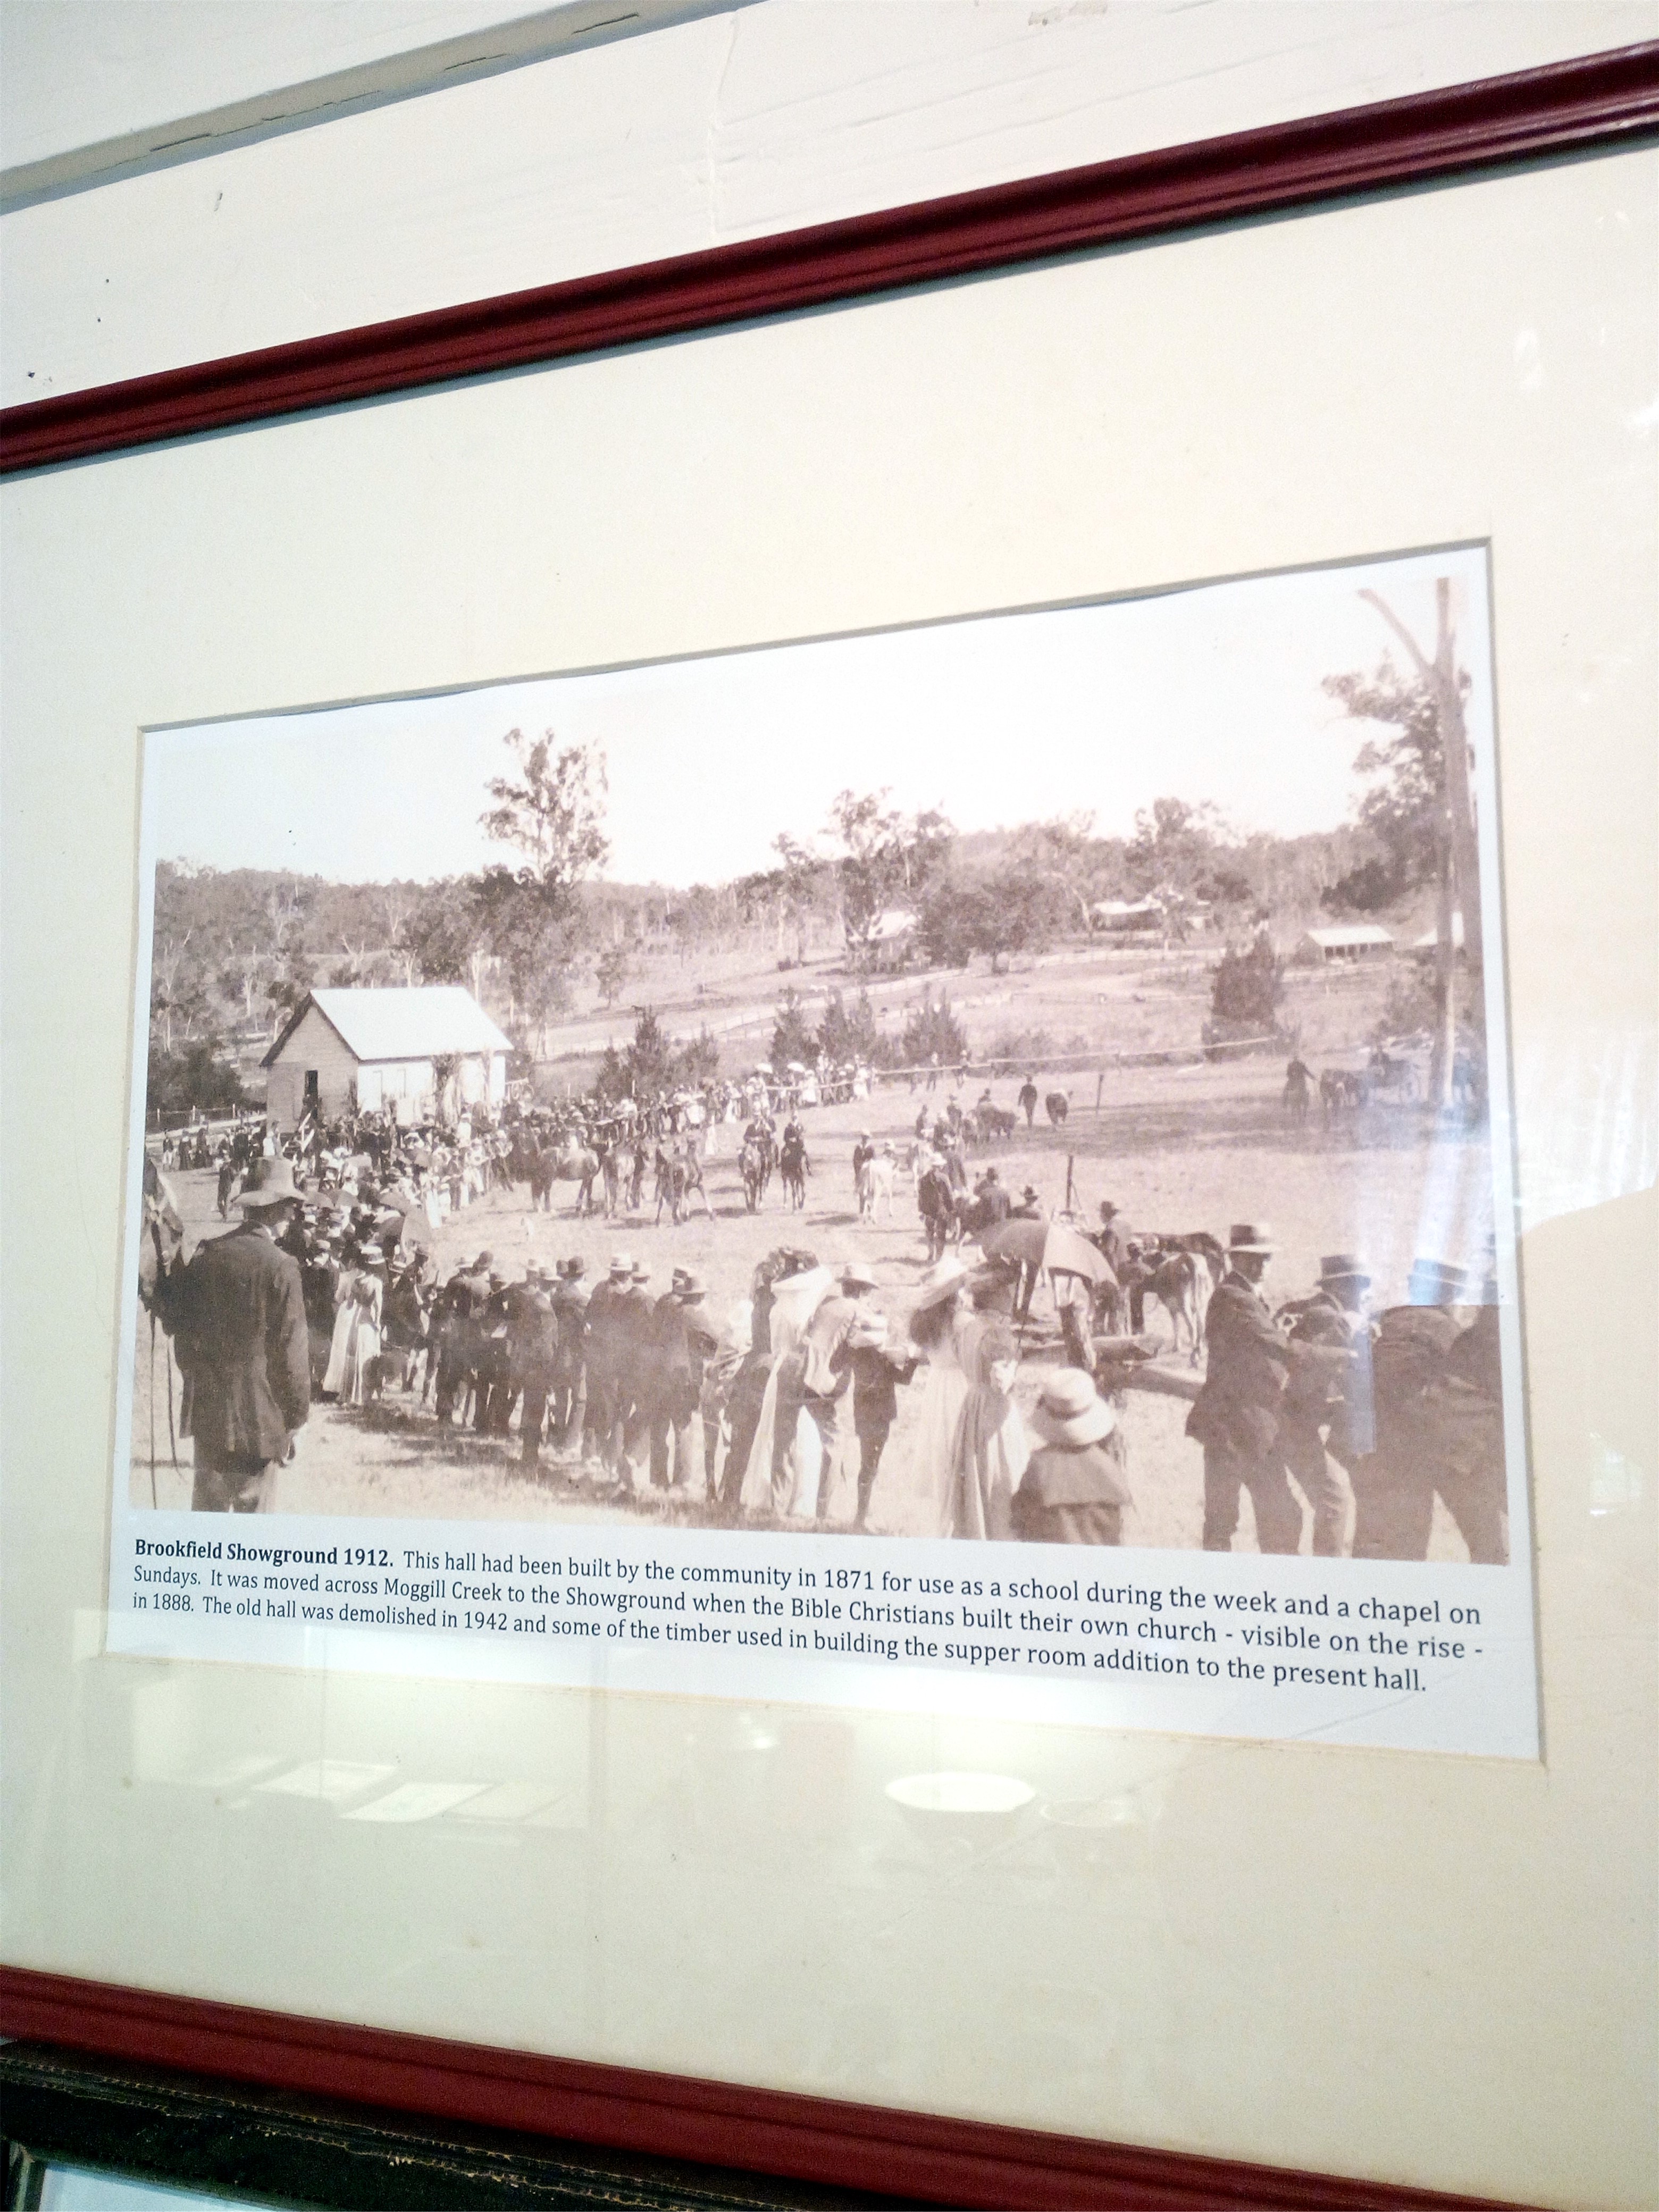 Brookfield Showground 1912. This hall had been built by the community in 1871 for use as a school during the week and a chapel on
Sundays. It was moved across Moggill Creek to the Showground when the Bible Christians built their own church - visible on the rise -
in 1888. The old hall was demolished in 1942 and some of the timber used in building the supper room addition to the present hall.